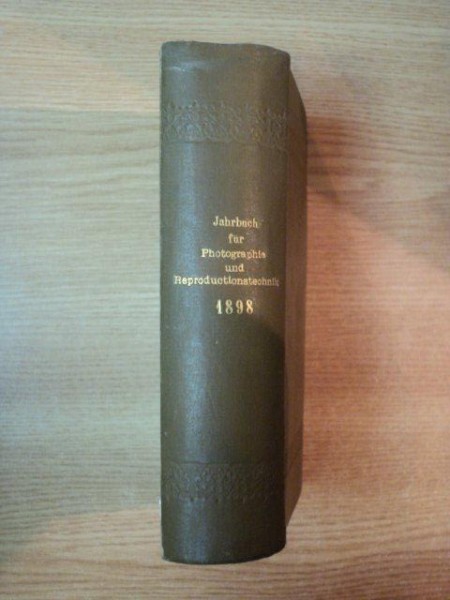 Jahrbuch
für
Photographie
und
Reproductionstechnik
1898